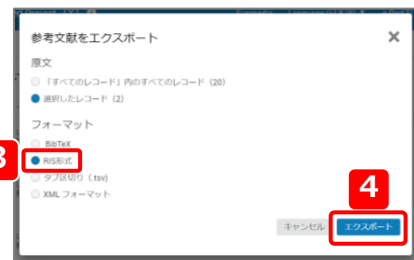 参考文献をエクスポート
原文
「すべてのレコード」内のすべてのレコード (20)
選択したレコード (2)
フォーマット
BibTeX
3
RIS形式
タブ区切り (.tsv)
XML フォーマット
4
キャンセル エクスポート